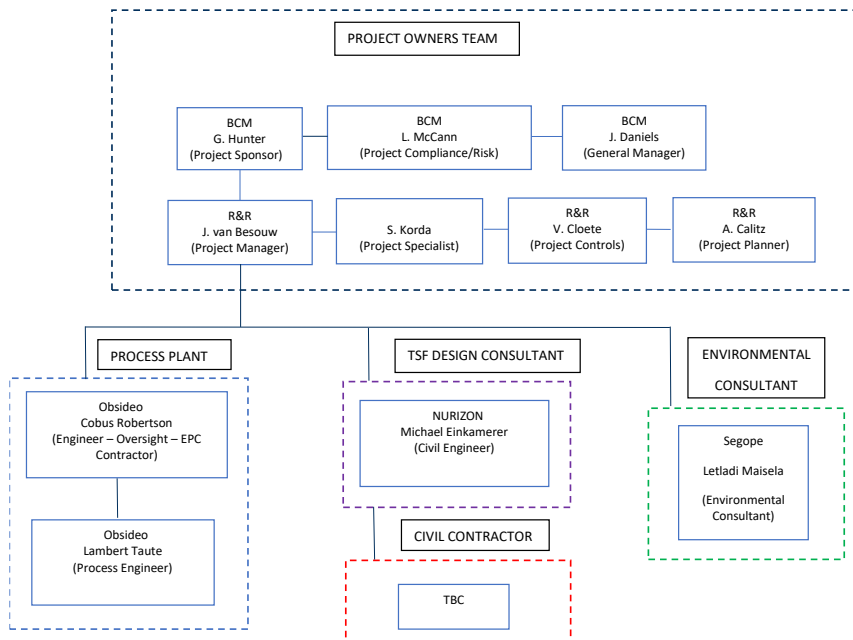 PROJECT OWNERS TEAM
BCM
G. Hunter
(Project Sponsor)
BCM
L. McCann
(Project Compliance/Risk)
BCM
J. Daniels
(General Manager)
R&R
J. van Besouw
(Project Manager)
S. Korda
(Project Specialist)
R&R
V. Cloete
(Project Controls)
R&R
A. Calitz
(Project Planner)
PROCESS PLANT
Obsideo
Cobus Robertson
(Engineer – Oversight – EPC
Contractor)
Obsideo
Lambert Taute
(Process Engineer)
TSF DESIGN CONSULTANT
NURIZON
Michael Einkamerer
(Civil Engineer)
CIVIL CONTRACTOR
TBC
ENVIRONMENTAL
CONSULTANT
Segope
Letladi Maisela
(Environmental
Consultant)